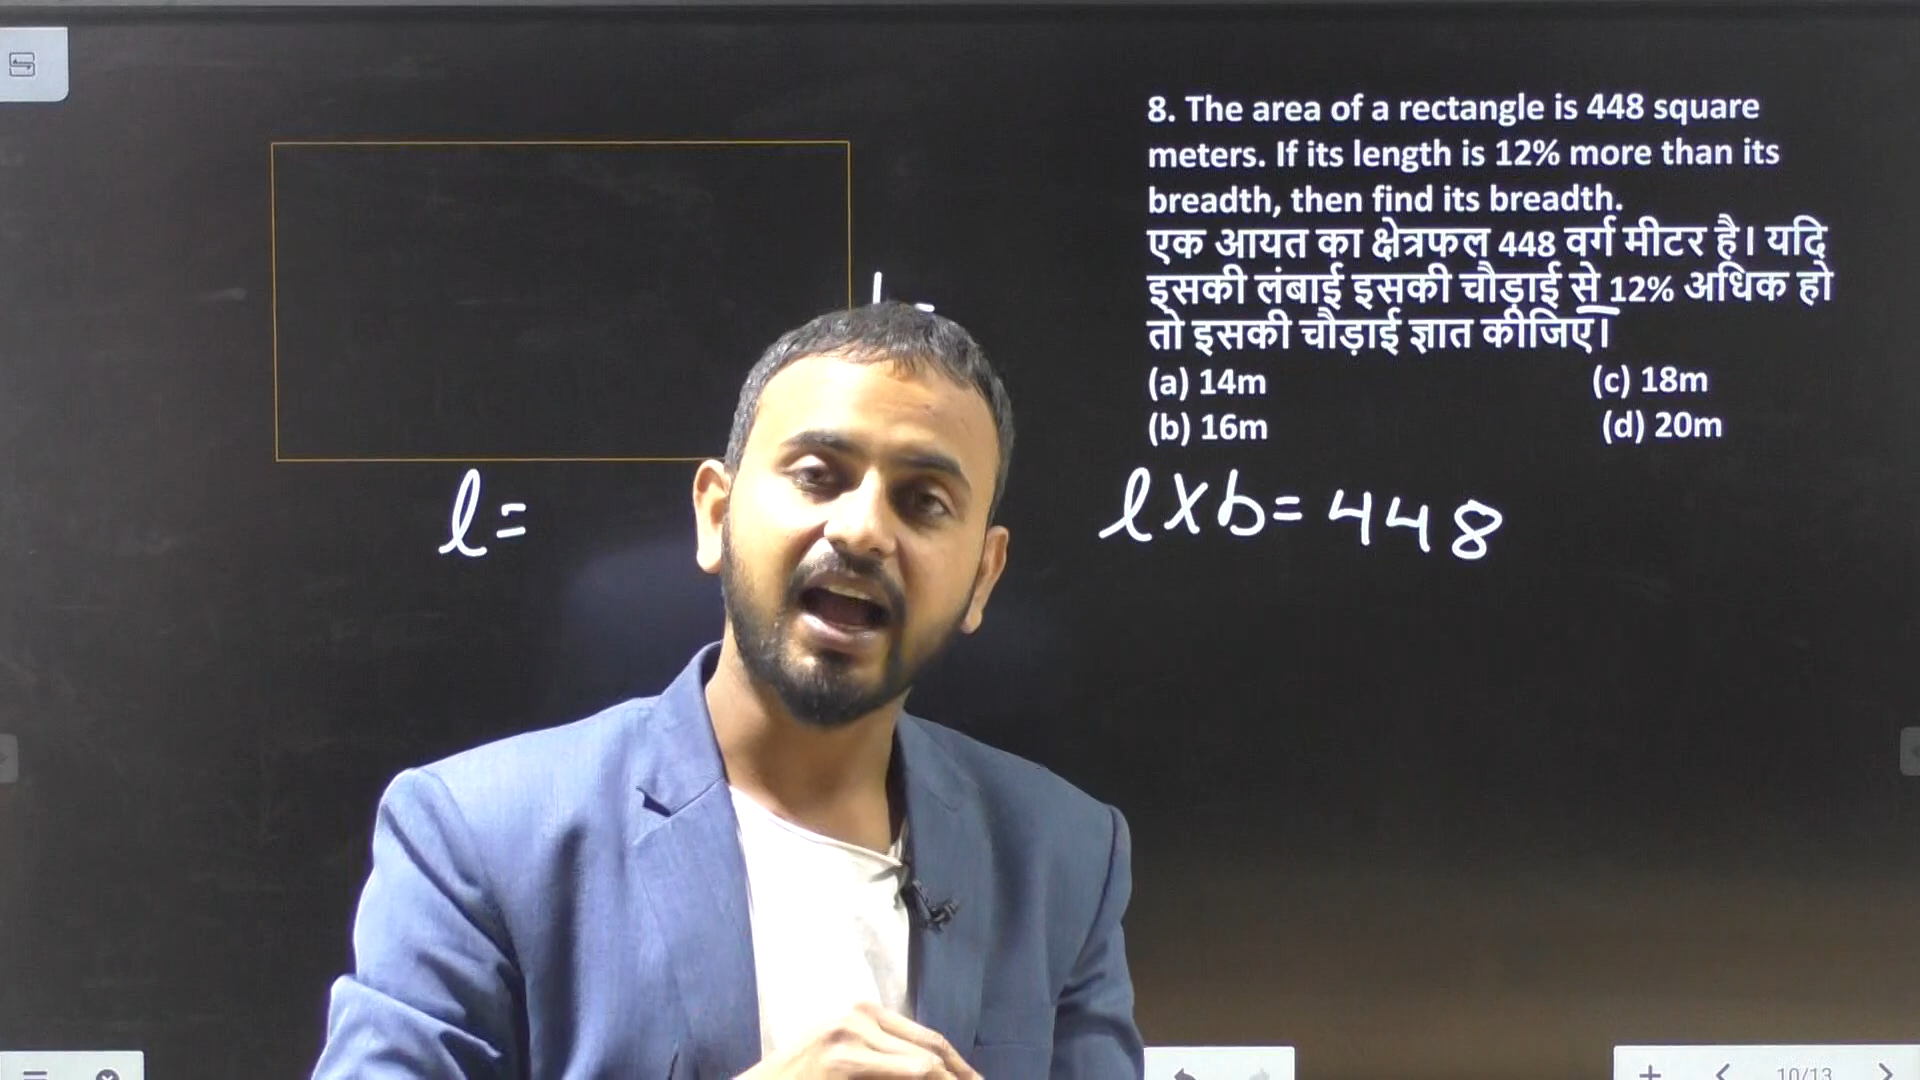 8. The area of a rectangle is 448 square
meters. If its length is 12% more than its
breadth, then find its breadth.
एक आयत का क्षेत्रफल 448 वर्ग मीटर है। यदि
इसकी लंबाई इसकी चौड़ाई से 12% अधिक हो
तो इसकी चौड़ाई ज्ञात कीजिए।
(a) 14m (c) 18m
(b) 16m (d) 20m
l= l×b=448
10/13